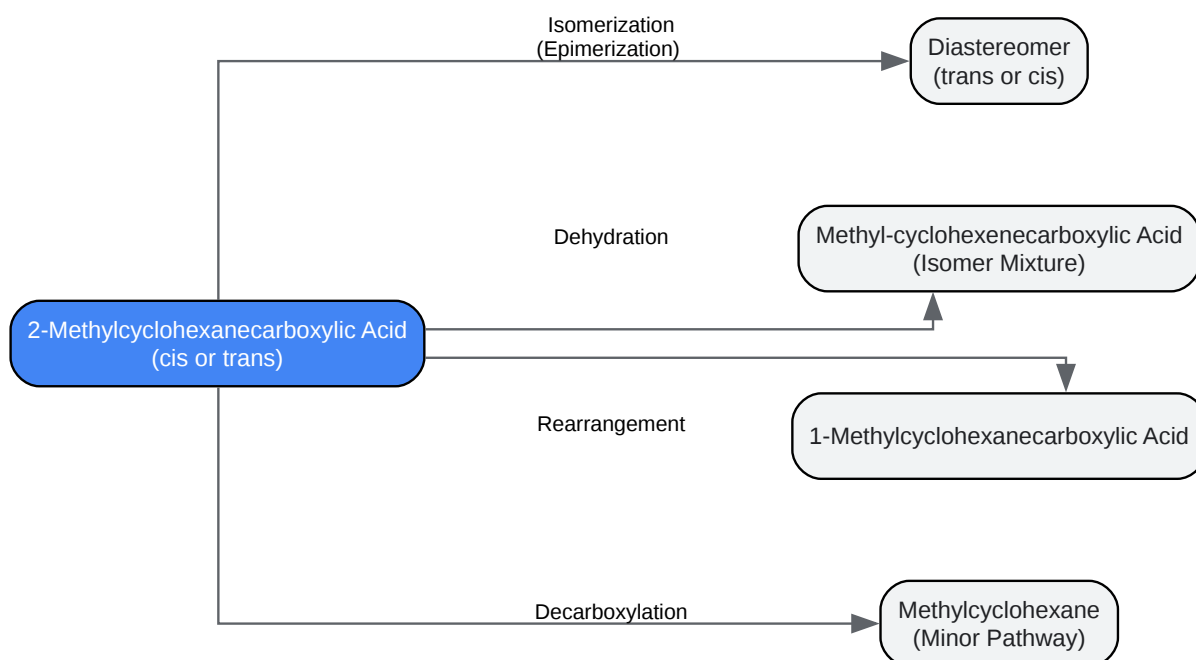 Isomerization
(Epimerization)
Diastereomer
(trans or cis)
Dehydration
Methyl-cyclohexenecarboxylic Acid
(Isomer Mixture)
2-Methylcyclohexanecarboxylic Acid
(cis or trans)
Rearrangement
1-Methylcyclohexanecarboxylic Acid
Decarboxylation
Methylcyclohexane
(Minor Pathway)